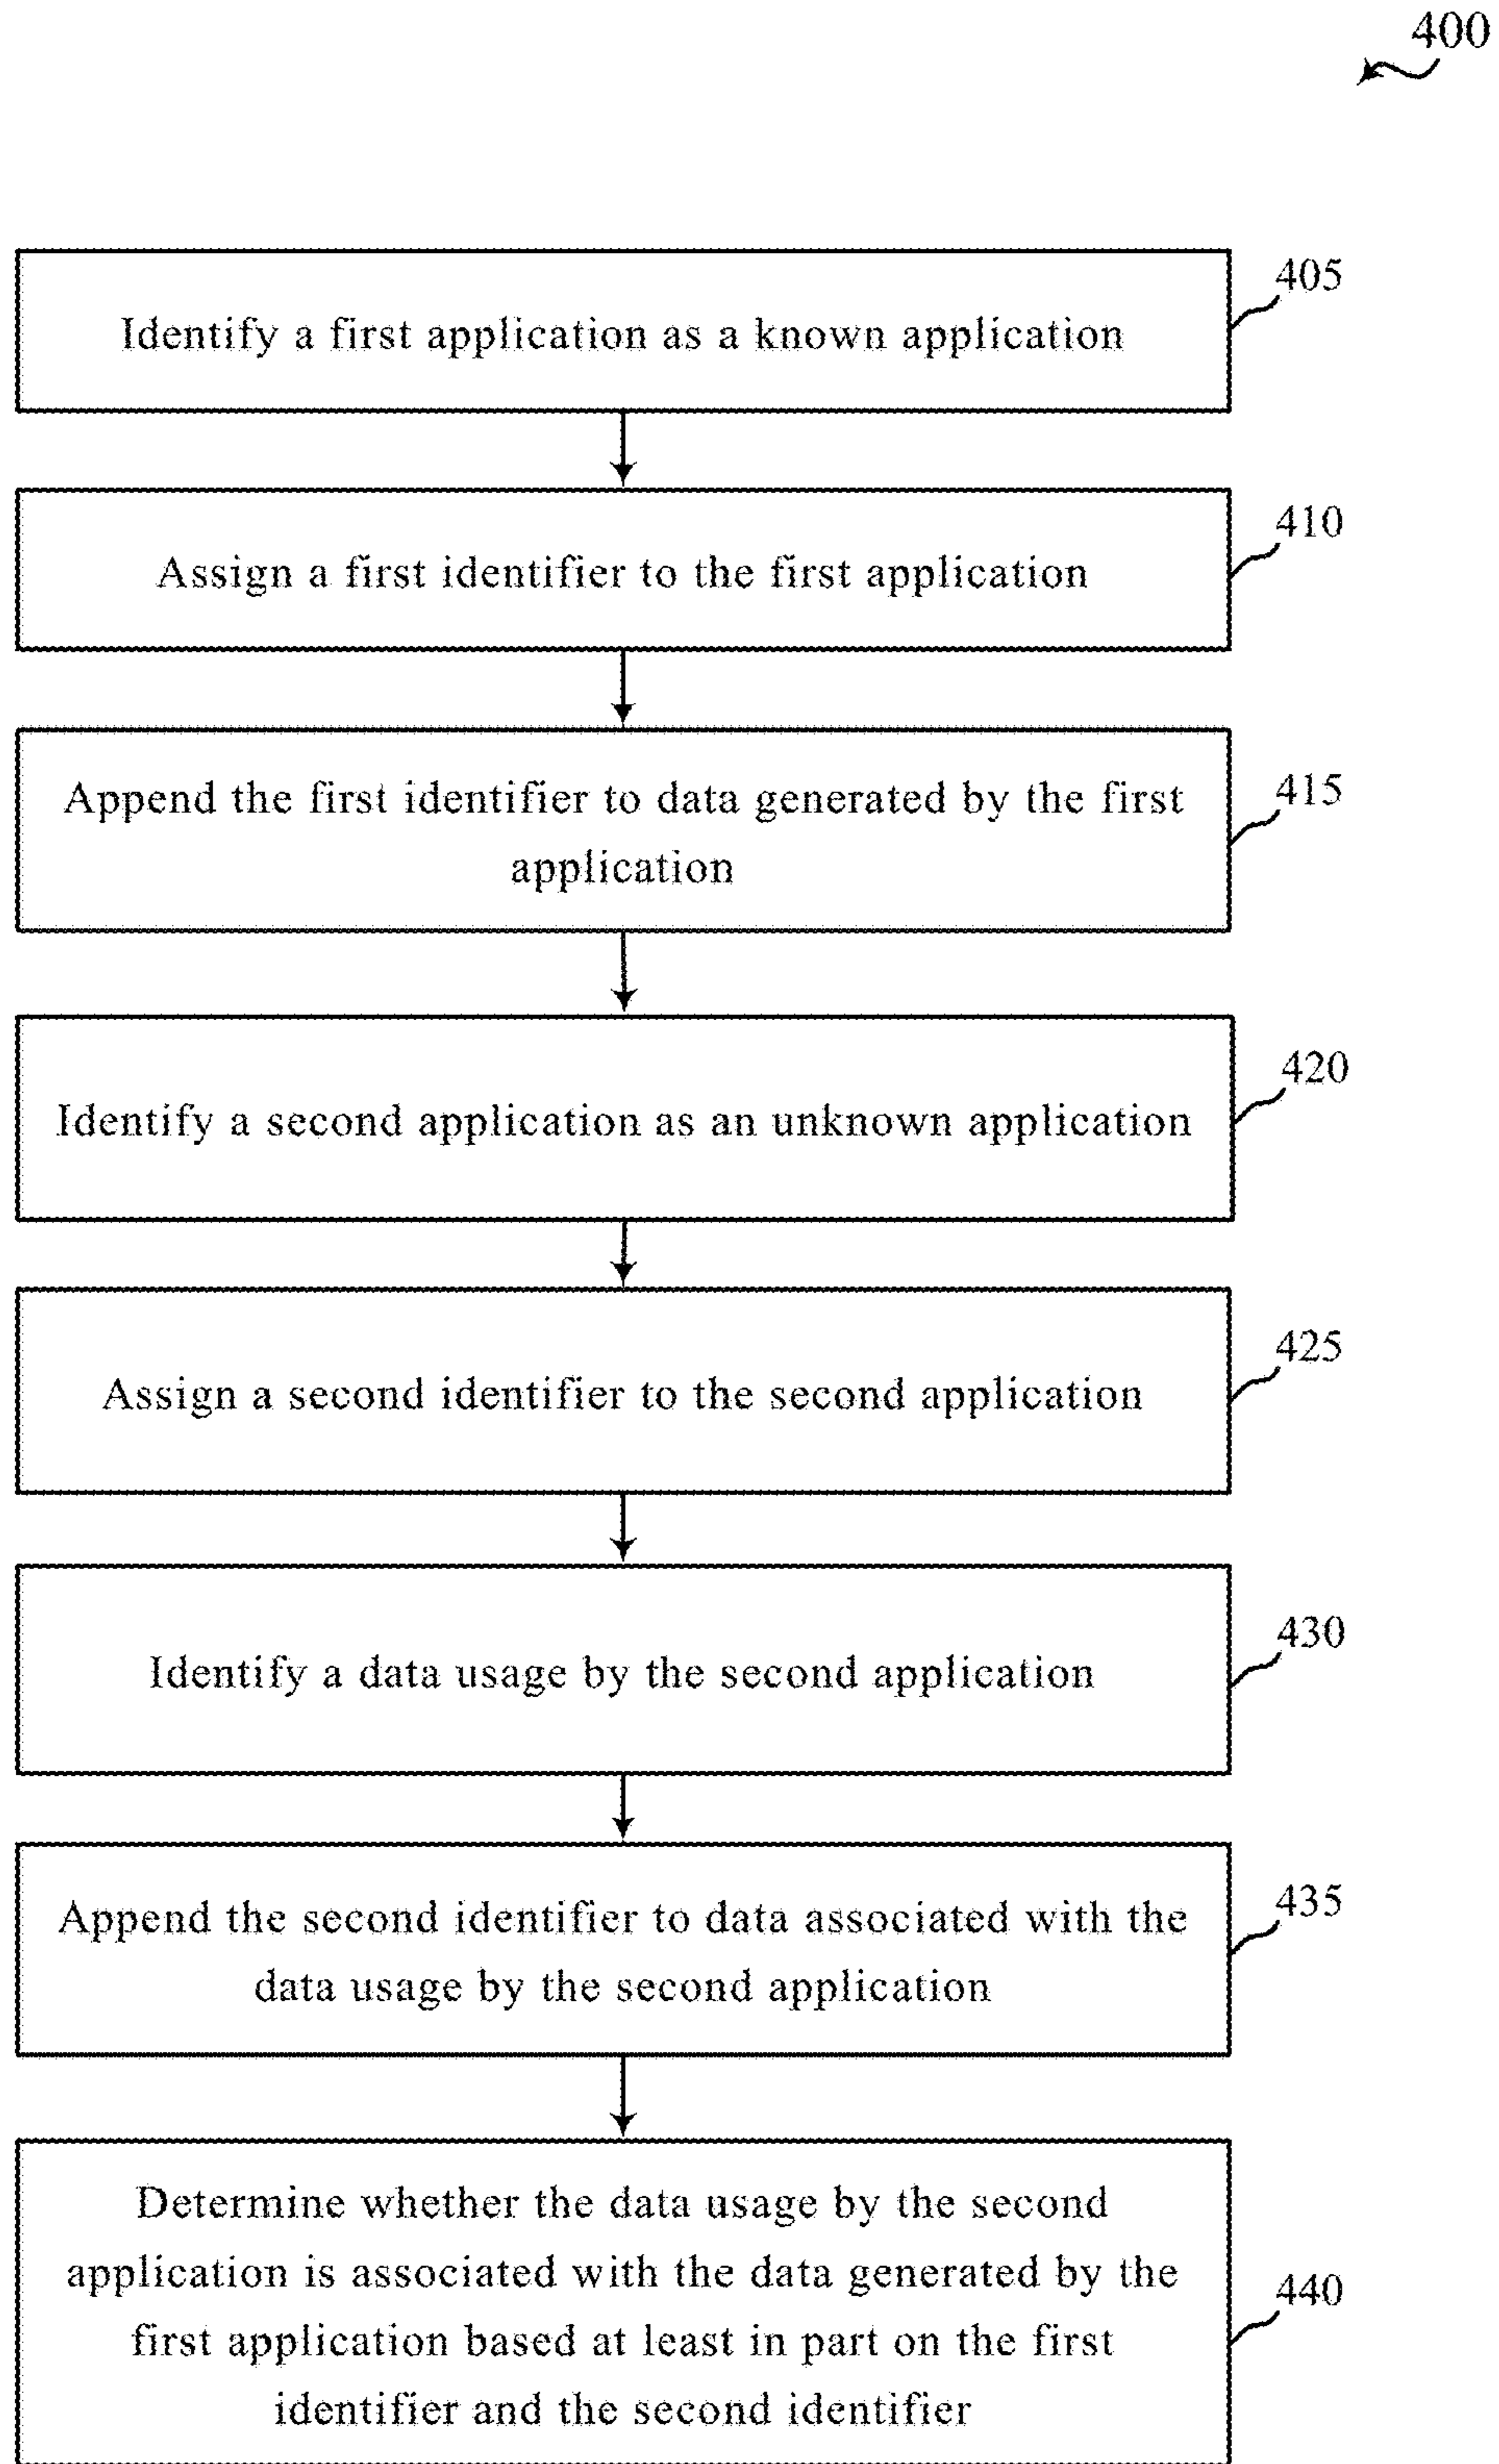 400
Identify a first application as a known application
405
Assign a first identifier to the first application
410
Append the first identifier to data generated by the first
application
415
Identify a second application as an unknown application
420
Assign a second identifier to the second application
425
Identify a data usage by the second application
430
Append the second identifier to data associated with the
data usage by the second application
435
Determine whether the data usage by the second
application is associated with the data generated by the
first application based at least in part on the first
identifier and the second identifier
440